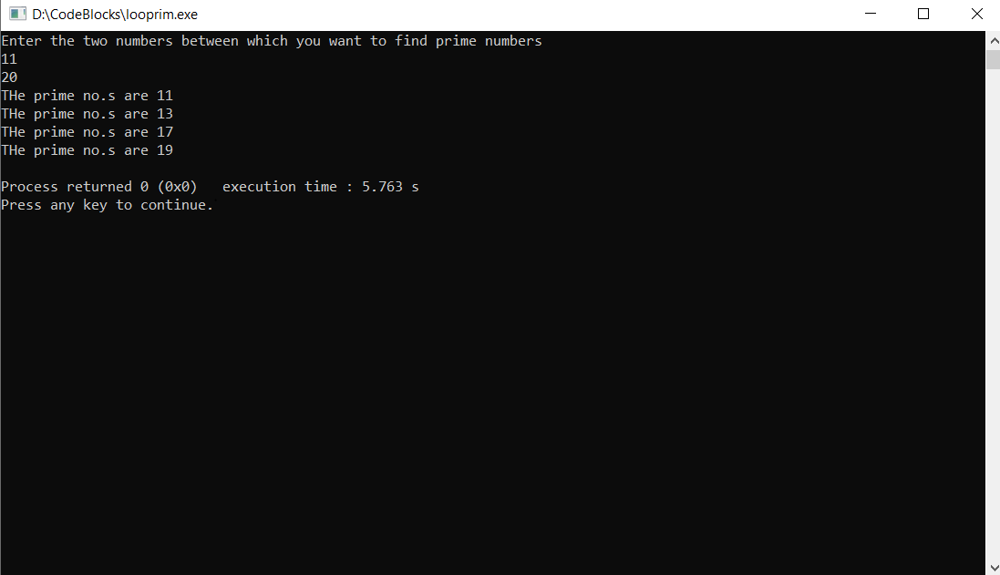 D:\CodeBlocks\looprim.exe
Enter the two numbers between which you want to find prime numbers
11
20
THe prime no.s are 11
THe prime no.s are 13
THe prime no.s are 17
THe prime no.s are 19
Process returned 0 (0x0)   execution time : 5.763 s
Press any key to continue.